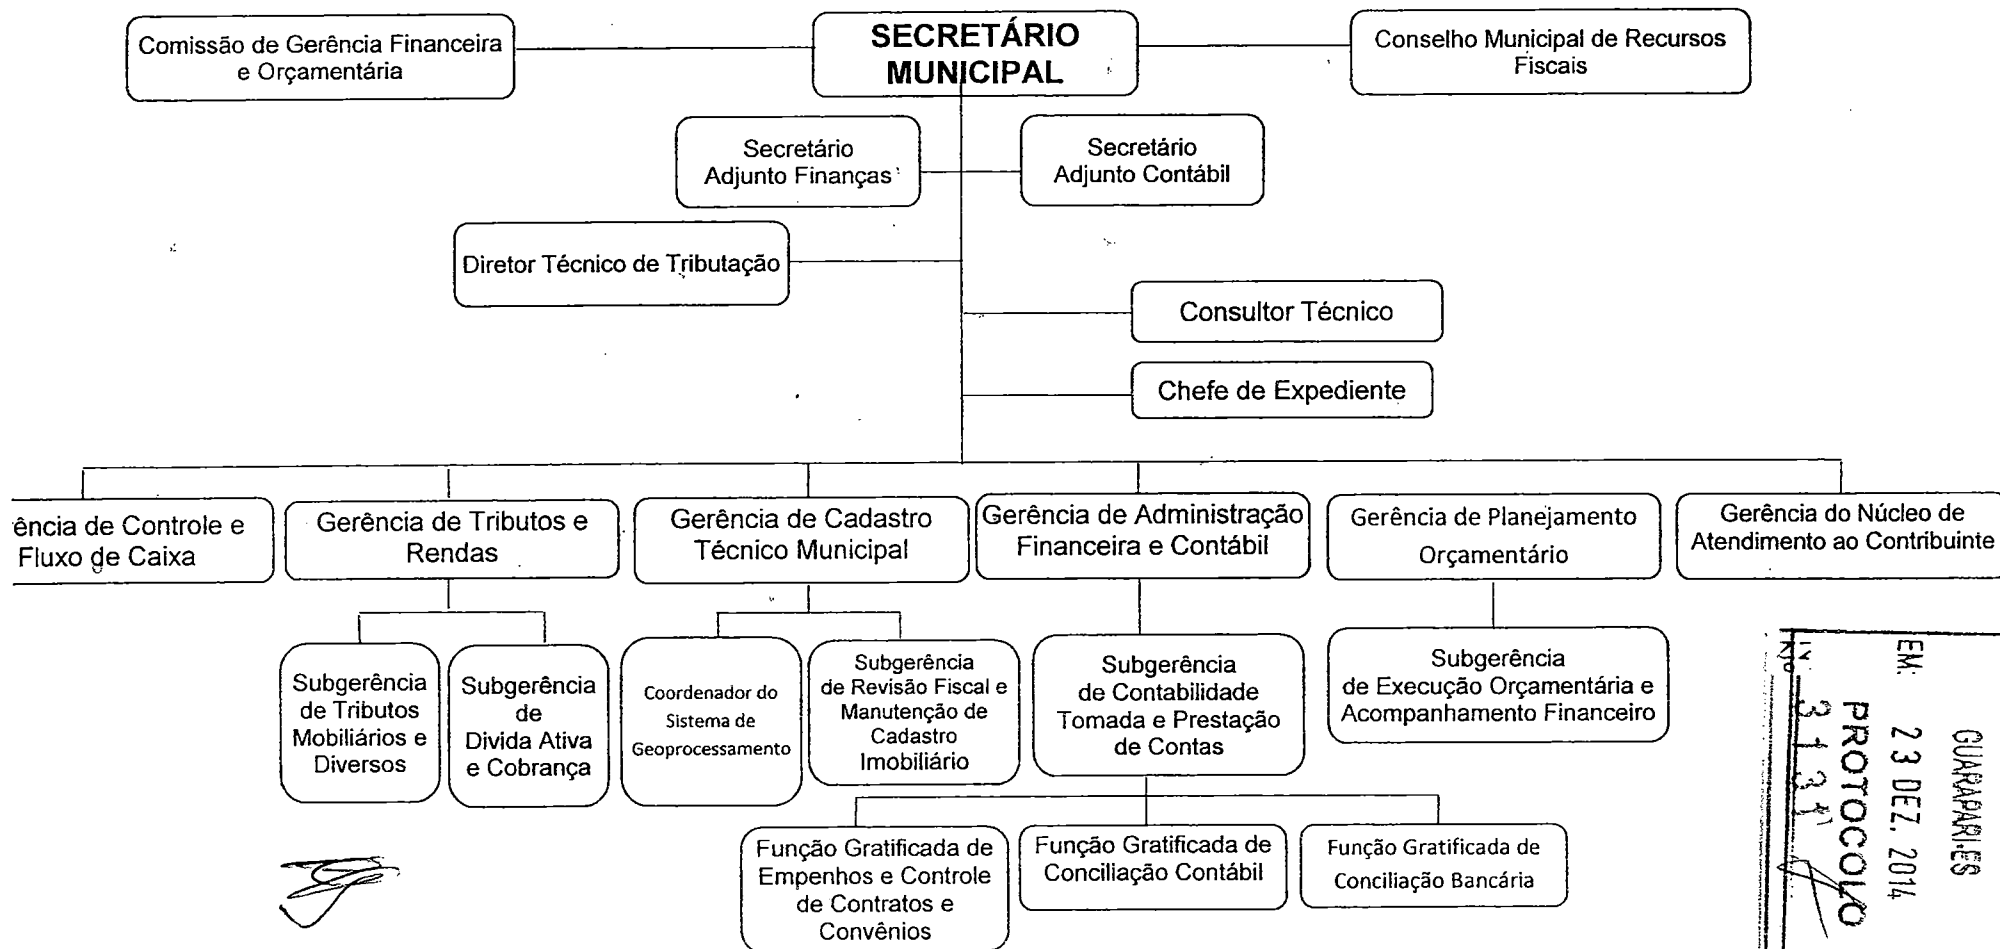 Comissão de Gerência Financeira
e Orçamentária
SECRETÁRIO
MUNICIPAL
Conselho Municipal de Recursos
Fiscais
Secretário
Adjunto Finanças
Secretário
Adjunto Contábil
Diretor Técnico de Tributação
Consultor Técnico
Chefe de Expediente
ência de Controle e
Fluxo de Caixa
Gerência de Tributos e
Rendas
Gerência de Cadastro
Técnico Municipal
Gerência de Administração
Financeira e Contábil
Gerência de Planejamento
Orçamentário
Gerência do Núcleo de
Atendimento ao Contribuinte
Subgerência
de Tributos
Mobiliários e
Diversos
Subgerência
de
Divida Ativa
e Cobrança
Coordenador do
Sistema de
Geoprocessamento
Subgerência
de Revisão Fiscal e
Manutenção de
Cadastro
Imobiliário
Subgerência
de Contabilidade
Tomada e Prestação
de Contas
Subgerência
de Execução Orçamentária e
Acompanhamento Financeiro
Função Gratificada de
Empenhos e Controle
de Contratos e
Convênios
Função Gratificada de
Conciliação Contábil
Função Gratificada de
Conciliação Bancária
GUARAPARI-ES
EM: 23 DEZ. 2014
PROTOCOLO